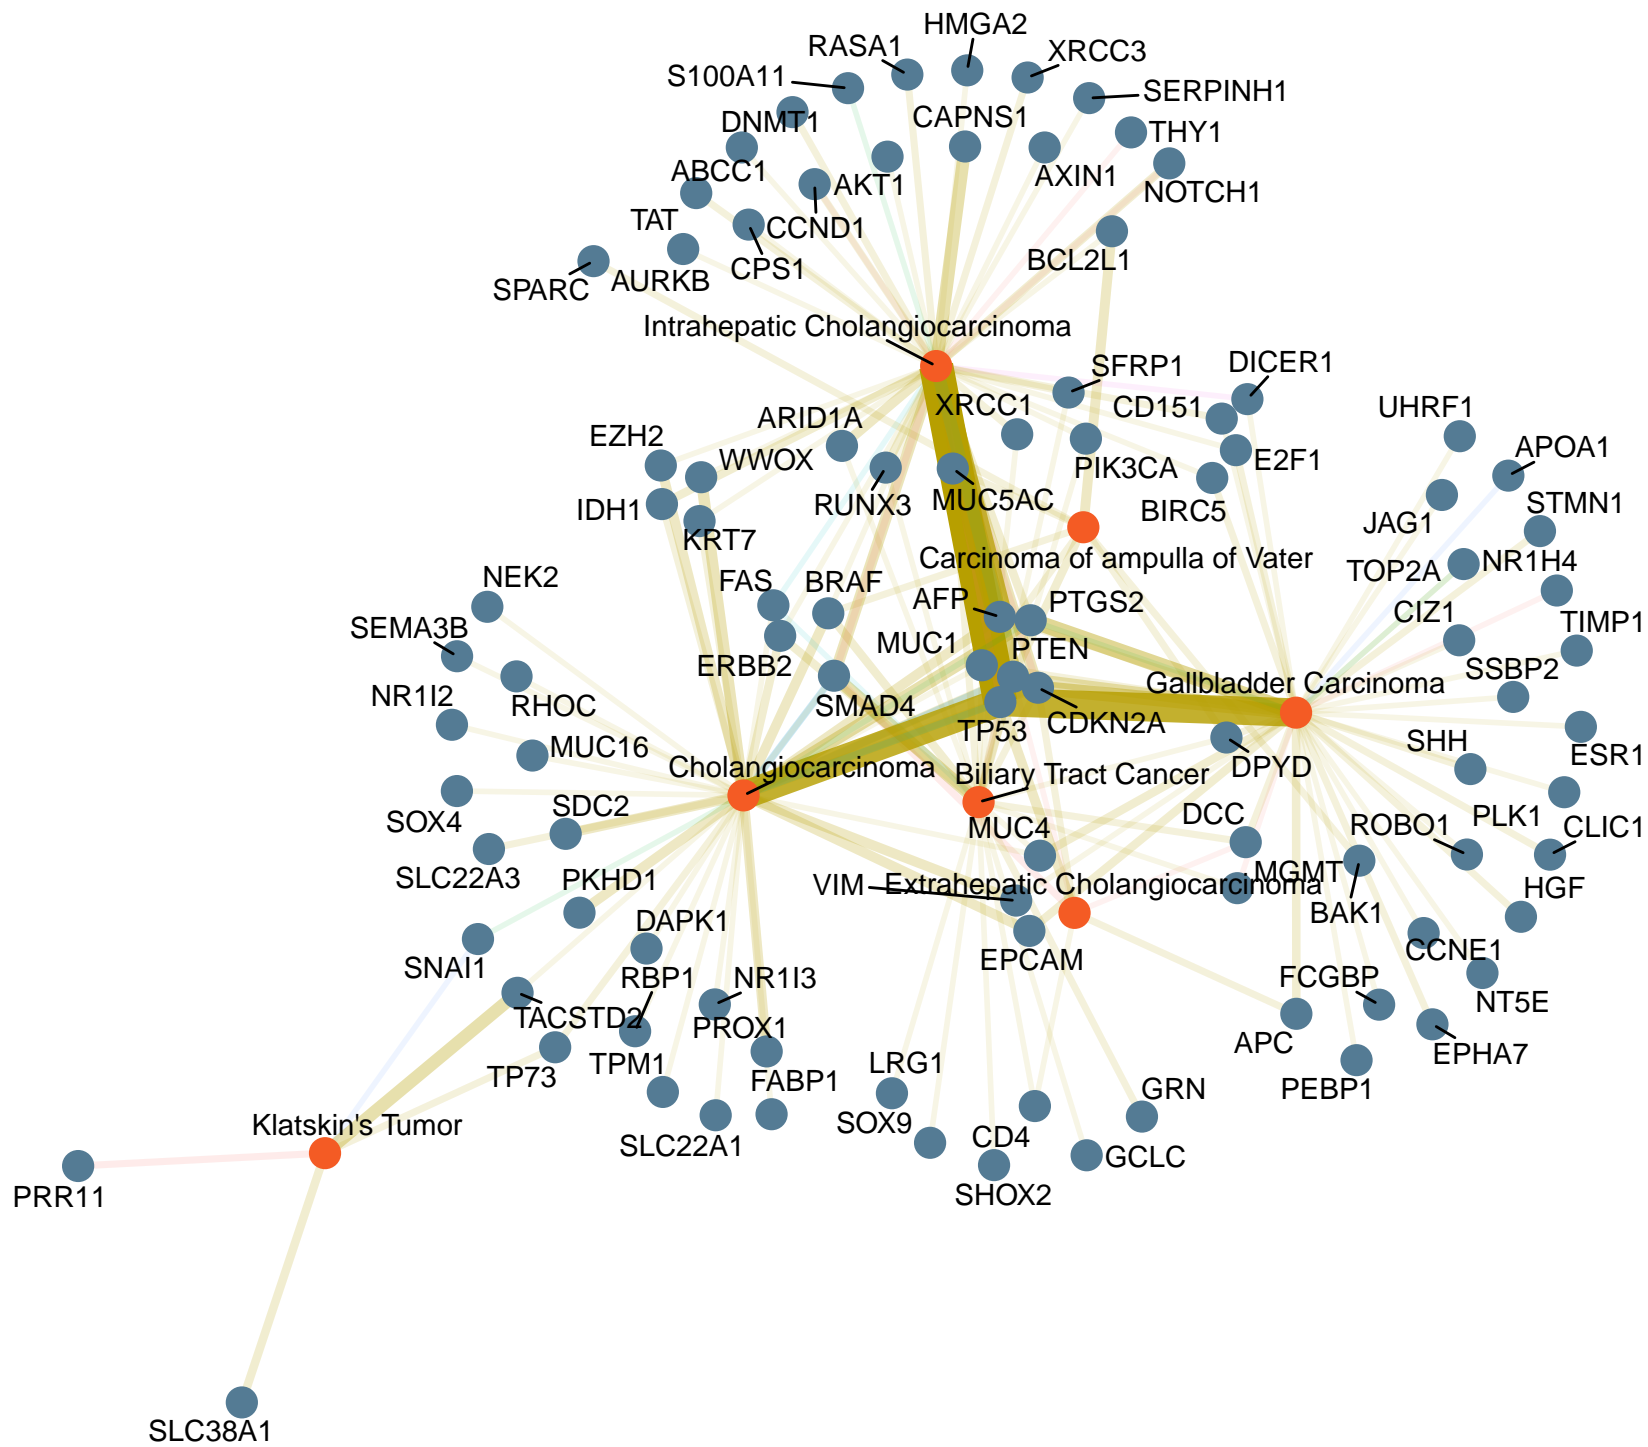 HMGA2
RASA1
XRCC3
S100A11
SERPINH1
CAPNS1
DNMT1
THY1
ABCC1
AKT1
AXIN1
NOTCH1
TAT
CCND1
BCL2L1
CPS1
AURKB
SPARC
Intrahepatic Cholangiocarcinoma
SFRP1
DICER1
XRCC1
CD151
UHRF1
ARID1A
EZH2
APOA1
WWOX
E2F1
PIK3CA
RUNX3
MUC5AC
STMN1
IDH1
BIRC5
JAG1
KRT7
Carcinoma of ampulla of Vater
NR1H4
TOP2A
NEK2
FAS
BRAF
AFP
PTGS2
CIZ1
TIMP1
SEMA3B
MUC1
PTEN
ERBB2
SSBP2
Gallbladder Carcinoma
NR1I2
RHOC
SMAD4
CDKN2A
TP53
SHH
MUC16
ESR1
Cholangiocarcinoma
Biliary Tract Cancer
DPYD
SDC2
SOX4
DCC
PLK1
MUC4
ROBO1
CLIC1
SLC22A3
PKHD1
VIM
Extrahepatic Cholangiocarcinoma
MGMT
HGF
BAK1
DAPK1
CCNE1
SNAI1
EPCAM
RBP1
NR1I3
FCGBP
NT5E
TACSTD2
PROX1
APC
EPHA7
TP73
TPM1
LRG1
FABP1
GRN
PEBP1
SOX9
Klatskin's Tumor
CD4
SLC22A1
GCLC
SHOX2
PRR11
SLC38A1